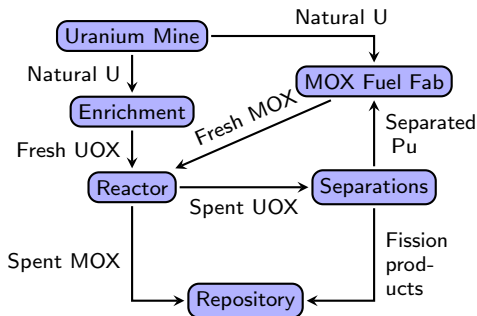 Natural U
Uranium Mine
Natural U
MOX Fuel Fab
Enrichment
Fresh MOX
Separated
Pu
Fresh UOX
Reactor
Separations
Spent UOX
Fission
prod-
ucts
Spent MOX
Repository